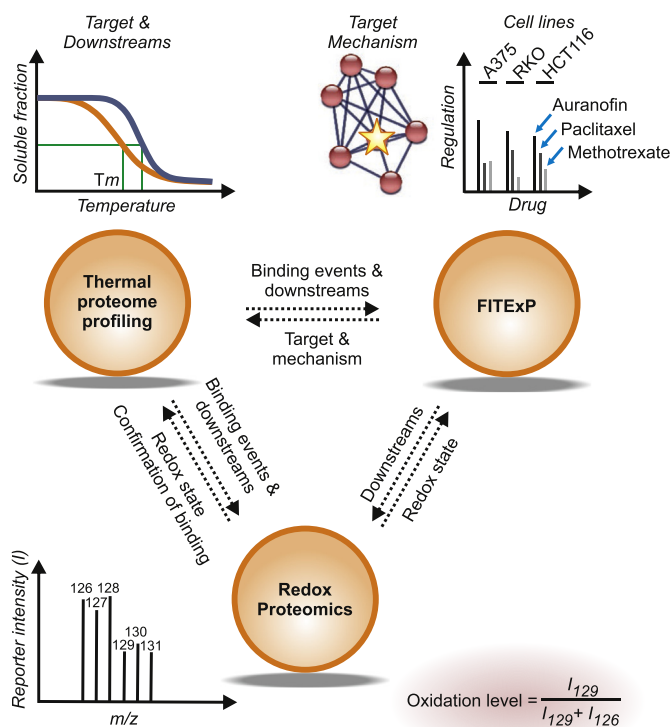 Target &
Downstreams
Soluble fraction
Tm
Temperature
Target
Mechanism
Cell lines
A375
RKO
HCT116
Auranofin
Paclitaxel
Methotrexate
Regulation
Drug
Thermal
proteome
profiling
Binding events &
downstreams
Target &
mechanism
FITExP
Binding events &
downstreams
Redox state
Confirmation of binding
Downstreams
Redox state
Redox
Proteomics
Reporter intensity (I)
126
128
127
130
129
131
m/z
Oxidation level = I129 / I129 + I126